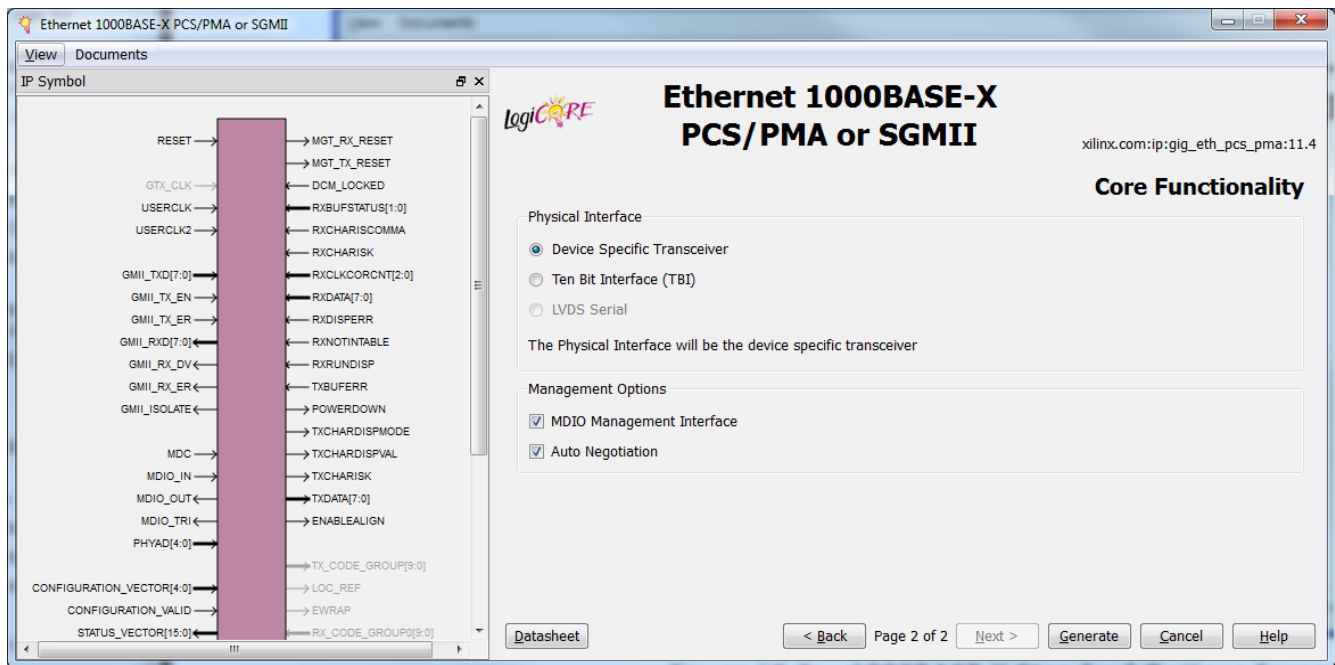 Ethernet 1000BASE-X PCS/PMA or SGMII
View Documents
IP Symbol
RESET
GTX_CLK
USERCLK
USERCLK2
GMII_TXD[7:0]
GMII_TX_EN
GMII_TX_ER
GMII_RXD[7:0]
GMII_RX_DV
GMII_RX_ER
GMII_ISOLATE
MDC
MDIO_IN
MDIO_OUT
MDIO_TRI
PHYAD[4:0]
CONFIGURATION_VECTOR[4:0]
CONFIGURATION_VALID
STATUS_VECTOR[15:0]
MGT_RX_RESET
MGT_TX_RESET
DCM_LOCKED
RXBUFSTATUS[1:0]
RXCHARISCOMMA
RXCHARISK
RXCLKCORCNT[2:0]
RXDATA[7:0]
RXDISPERR
RXNOTINTABLE
RXRUNDISP
TXBUFERR
POWERDOWN
TXCHARDISPMODE
TXCHARDISPVAL
TXCHARISK
TXDATA[7:0]
ENABLEALIGN
TX_CODE_GROUP[9:0]
LOC_REF
EWRAP
RX_CODE_GROUP0[9:0]
logiCORE
Ethernet 1000BASE-X
PCS/PMA or SGMII
xilinx.com:ip:gig_eth_pcs_pma:11.4
Core Functionality
Physical Interface
Device Specific Transceiver
Ten Bit Interface (TBI)
LVDS Serial
The Physical Interface will be the device specific transceiver
Management Options
MDIO Management Interface
Auto Negotiation
Datasheet < Back Page 2 of 2 Next > Generate Cancel Help